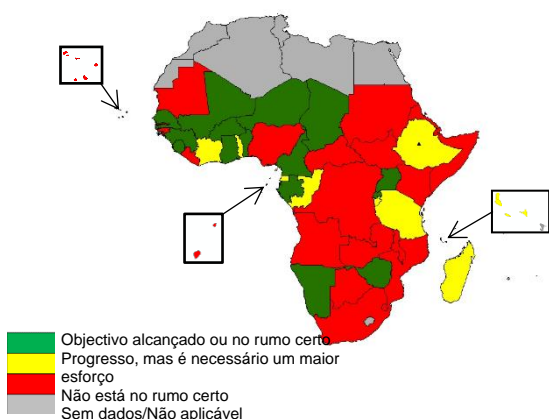 Objectivo alcançado ou no rumo certo
Progresso, mas é necessário um maior
esforço
Não está no rumo certo
Sem dados/Não aplicável